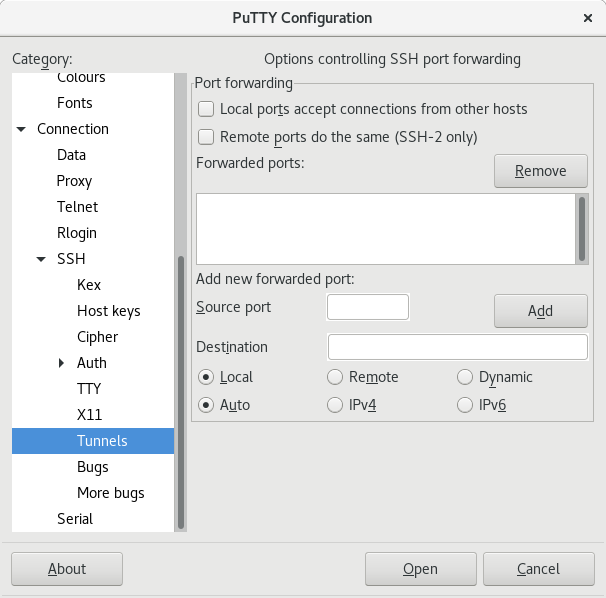 PuTTY Configuration
Category:
Options controlling SSH port forwarding
Colours
Fonts
Connection
Data
Proxy
Telnet
Rlogin
SSH
Kex
Host keys
Cipher
Auth
TTY
X11
Tunnels
Bugs
More bugs
Serial
Port forwarding
Local ports accept connections from other hosts
Remote ports do the same (SSH-2 only)
Forwarded ports:
Remove
Add new forwarded port:
Source port
Add
Destination
Local Remote Dynamic
Auto IPv4 IPv6
About Open Cancel